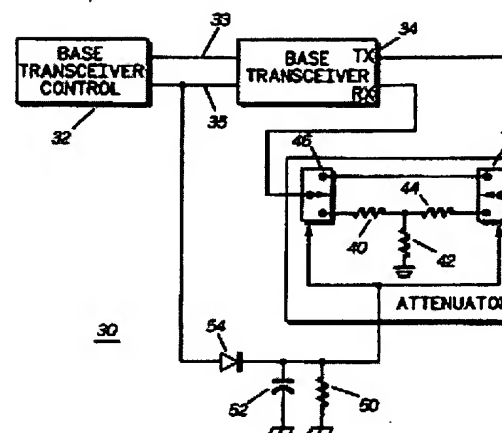 33
34
BASE
TRANSCEIVER
CONTROL
BASE
TRANSCEIVER
TX
RX
32
35
46
44
40
42
ATTENUATOR
30
54
52
50